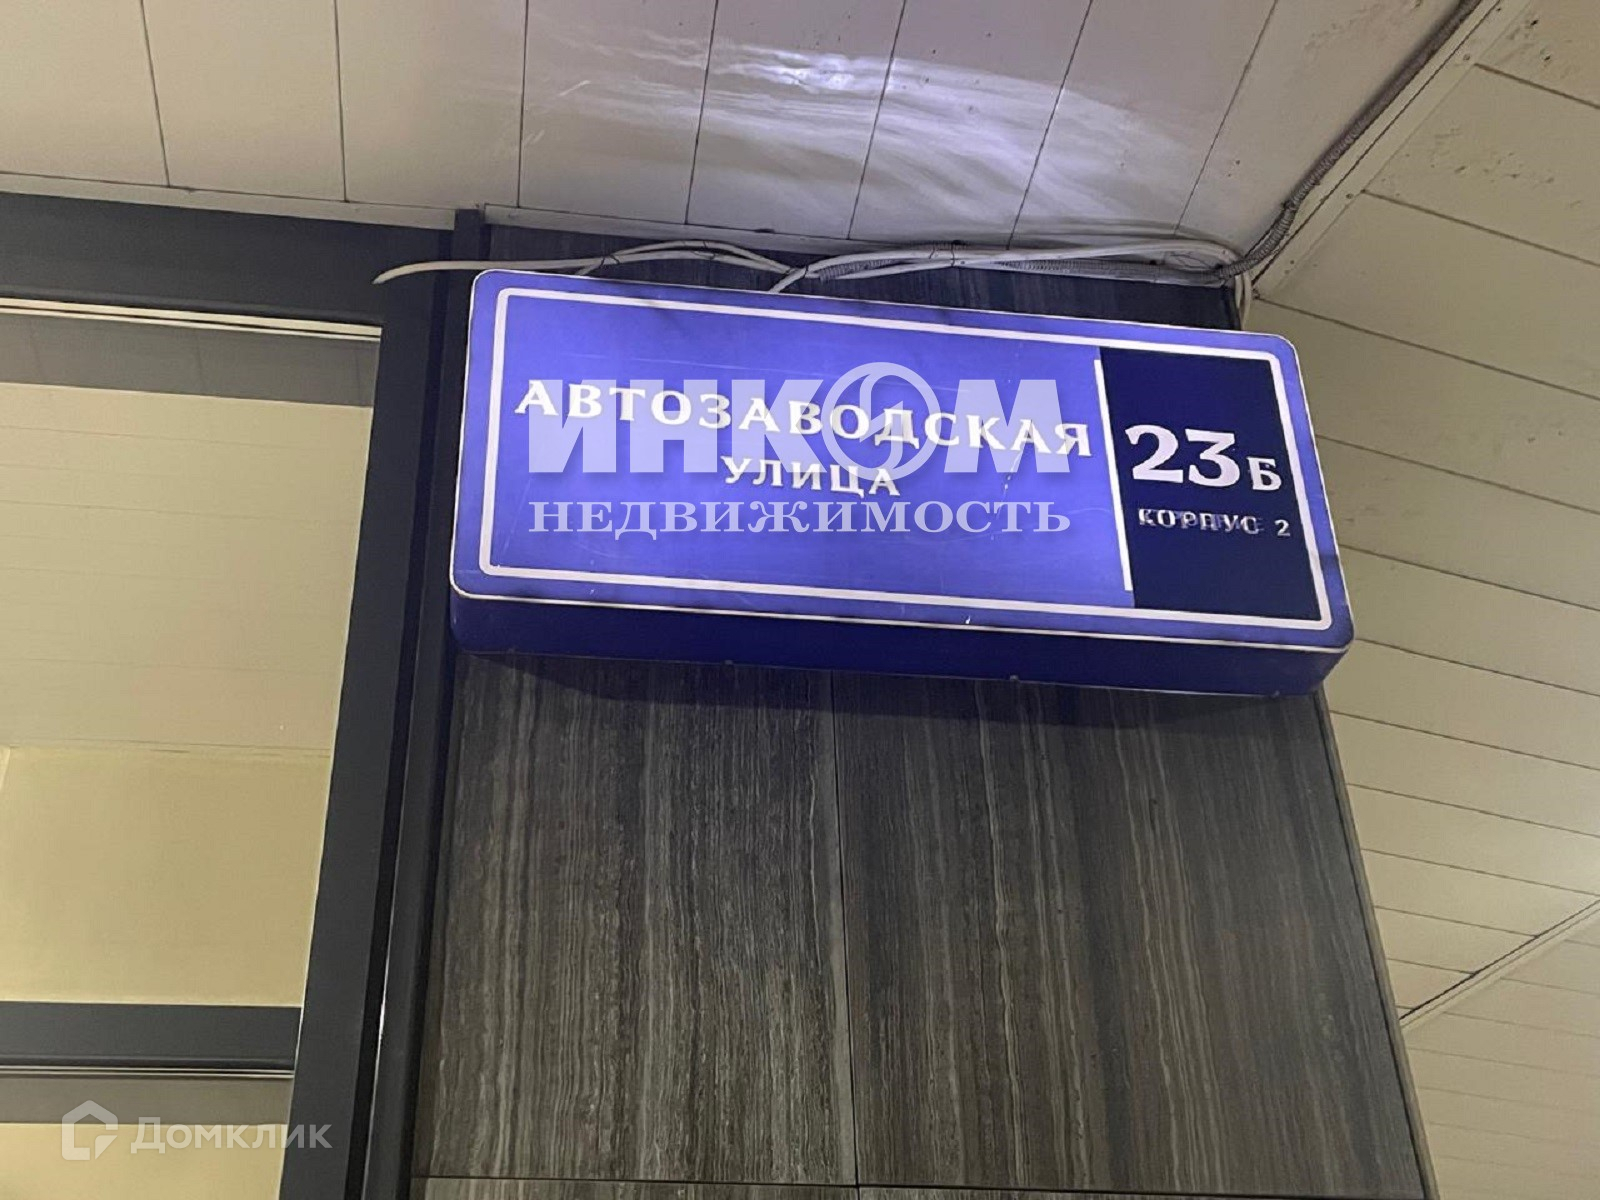 АВТОЗАВОДСКАЯ
УЛИЦА
23Б
КОРПУС 2
ИНКОМ
НЕДВИЖИМОСТЬ
Домклик